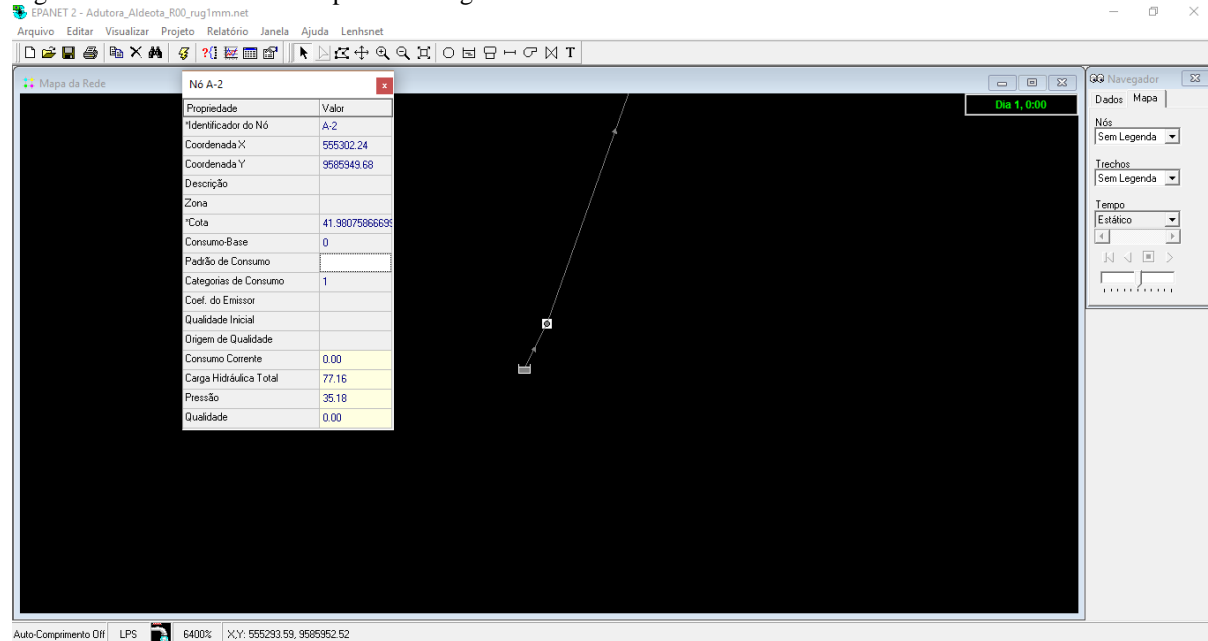 EPANET 2 - Adutora_Aldeota_R00_rug1mm.net
Arquivo Editar Visualizar Projeto Relatório Janela Ajuda Lenhsnet
T
Mapa da Rede
Nó A-2
x
Propriedade Valor
*Identificador do Nó A-2
Coordenada X 555302.24
Coordenada Y 9585949.68
Descrição
Zona
*Cota 41.98075866699
Consumo-Base 0
Padrão de Consumo
Categorias de Consumo 1
Coef. do Emissor
Qualidade Inicial
Origem de Qualidade
Consumo Corrente 0.00
Carga Hidráulica Total 77.16
Pressão 35.18
Qualidade 0.00
Dia 1, 0:00
Navegador
Dados Mapa
Nós
Sem Legenda
Trechos
Sem Legenda
Tempo
Estático
Auto-Comprimento Off LPS 6400% X,Y: 555293.59, 9585952.52